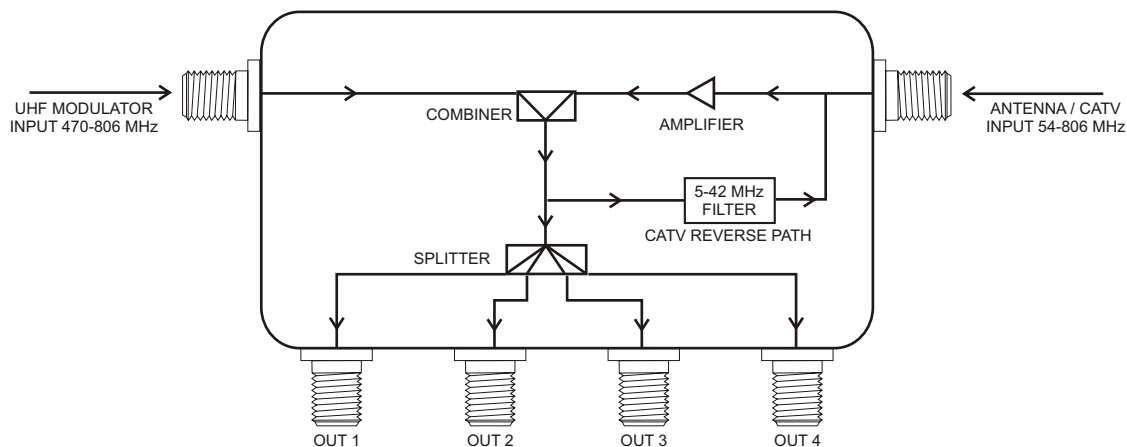 UHF MODULATOR
INPUT 470-806 MHz
COMBINER
AMPLIFIER
ANTENNA / CATV
INPUT 54-806 MHz
5-42 MHz
FILTER
CATV REVERSE PATH
SPLITTER
OUT 1
OUT 2
OUT 3
OUT 4